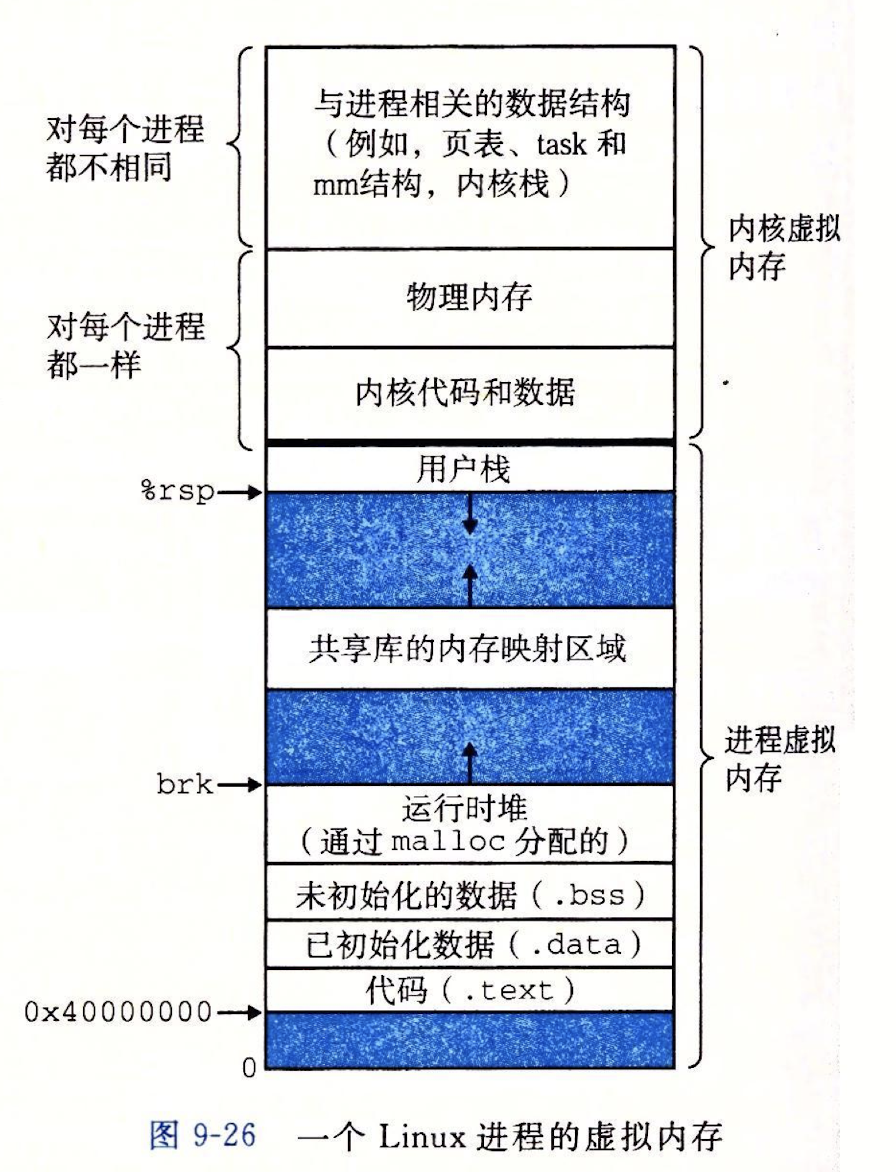 与进程相关的数据结构
（例如，页表、task 和
mm结构，内核栈）
对每个进程
都不相同
内核虚拟
内存
物理内存
对每个进程
都一样
内核代码和数据
用户栈
%rsp
共享库的内存映射区域
进程虚拟
内存
brk
运行时堆
（通过 malloc 分配的）
未初始化的数据（.bss）
已初始化数据（.data）
代码（.text）
0x40000000
0
图 9-26 一个 Linux 进程的虚拟内存